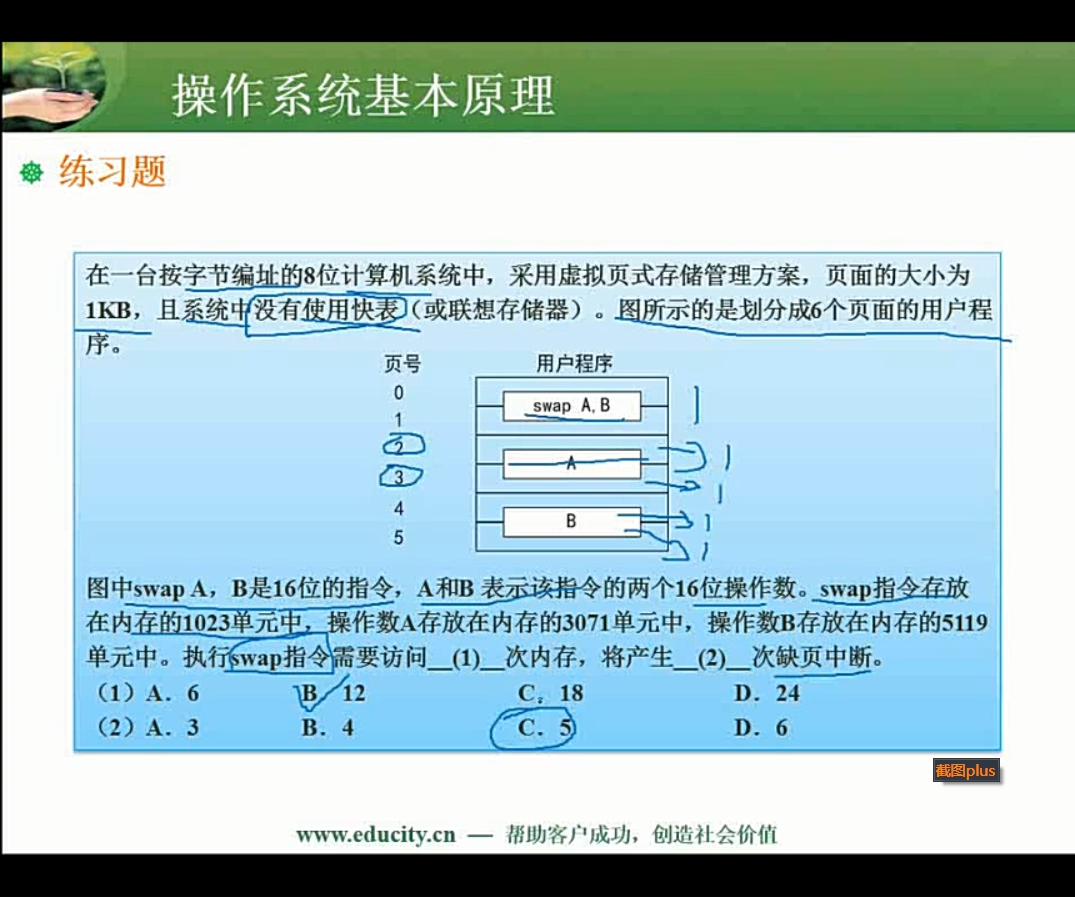 操作系统基本原理
练习题
在一台按字节编址的8位计算机系统中，采用虚拟页式存储管理方案，页面的大小为
1KB，且系统中没有使用快表（或联想存储器）。图所示的是划分成6个页面的用户程
序。
页号 用户程序
0
swap A,B
1
2
A
3
4
B
5
图中swap A，B是16位的指令，A和B 表示该指令的两个16位操作数。swap指令存放
在内存的1023单元中，操作数A存放在内存的3071单元中，操作数B存放在内存的5119
单元中。执行swap指令需要访问__(1)__次内存，将产生__(2)__次缺页中断。
（1）A．6 B．12 C．18 D．24
（2）A．3 B．4 C．5 D．6
截图plus
www.educity.cn — 帮助客户成功，创造社会价值